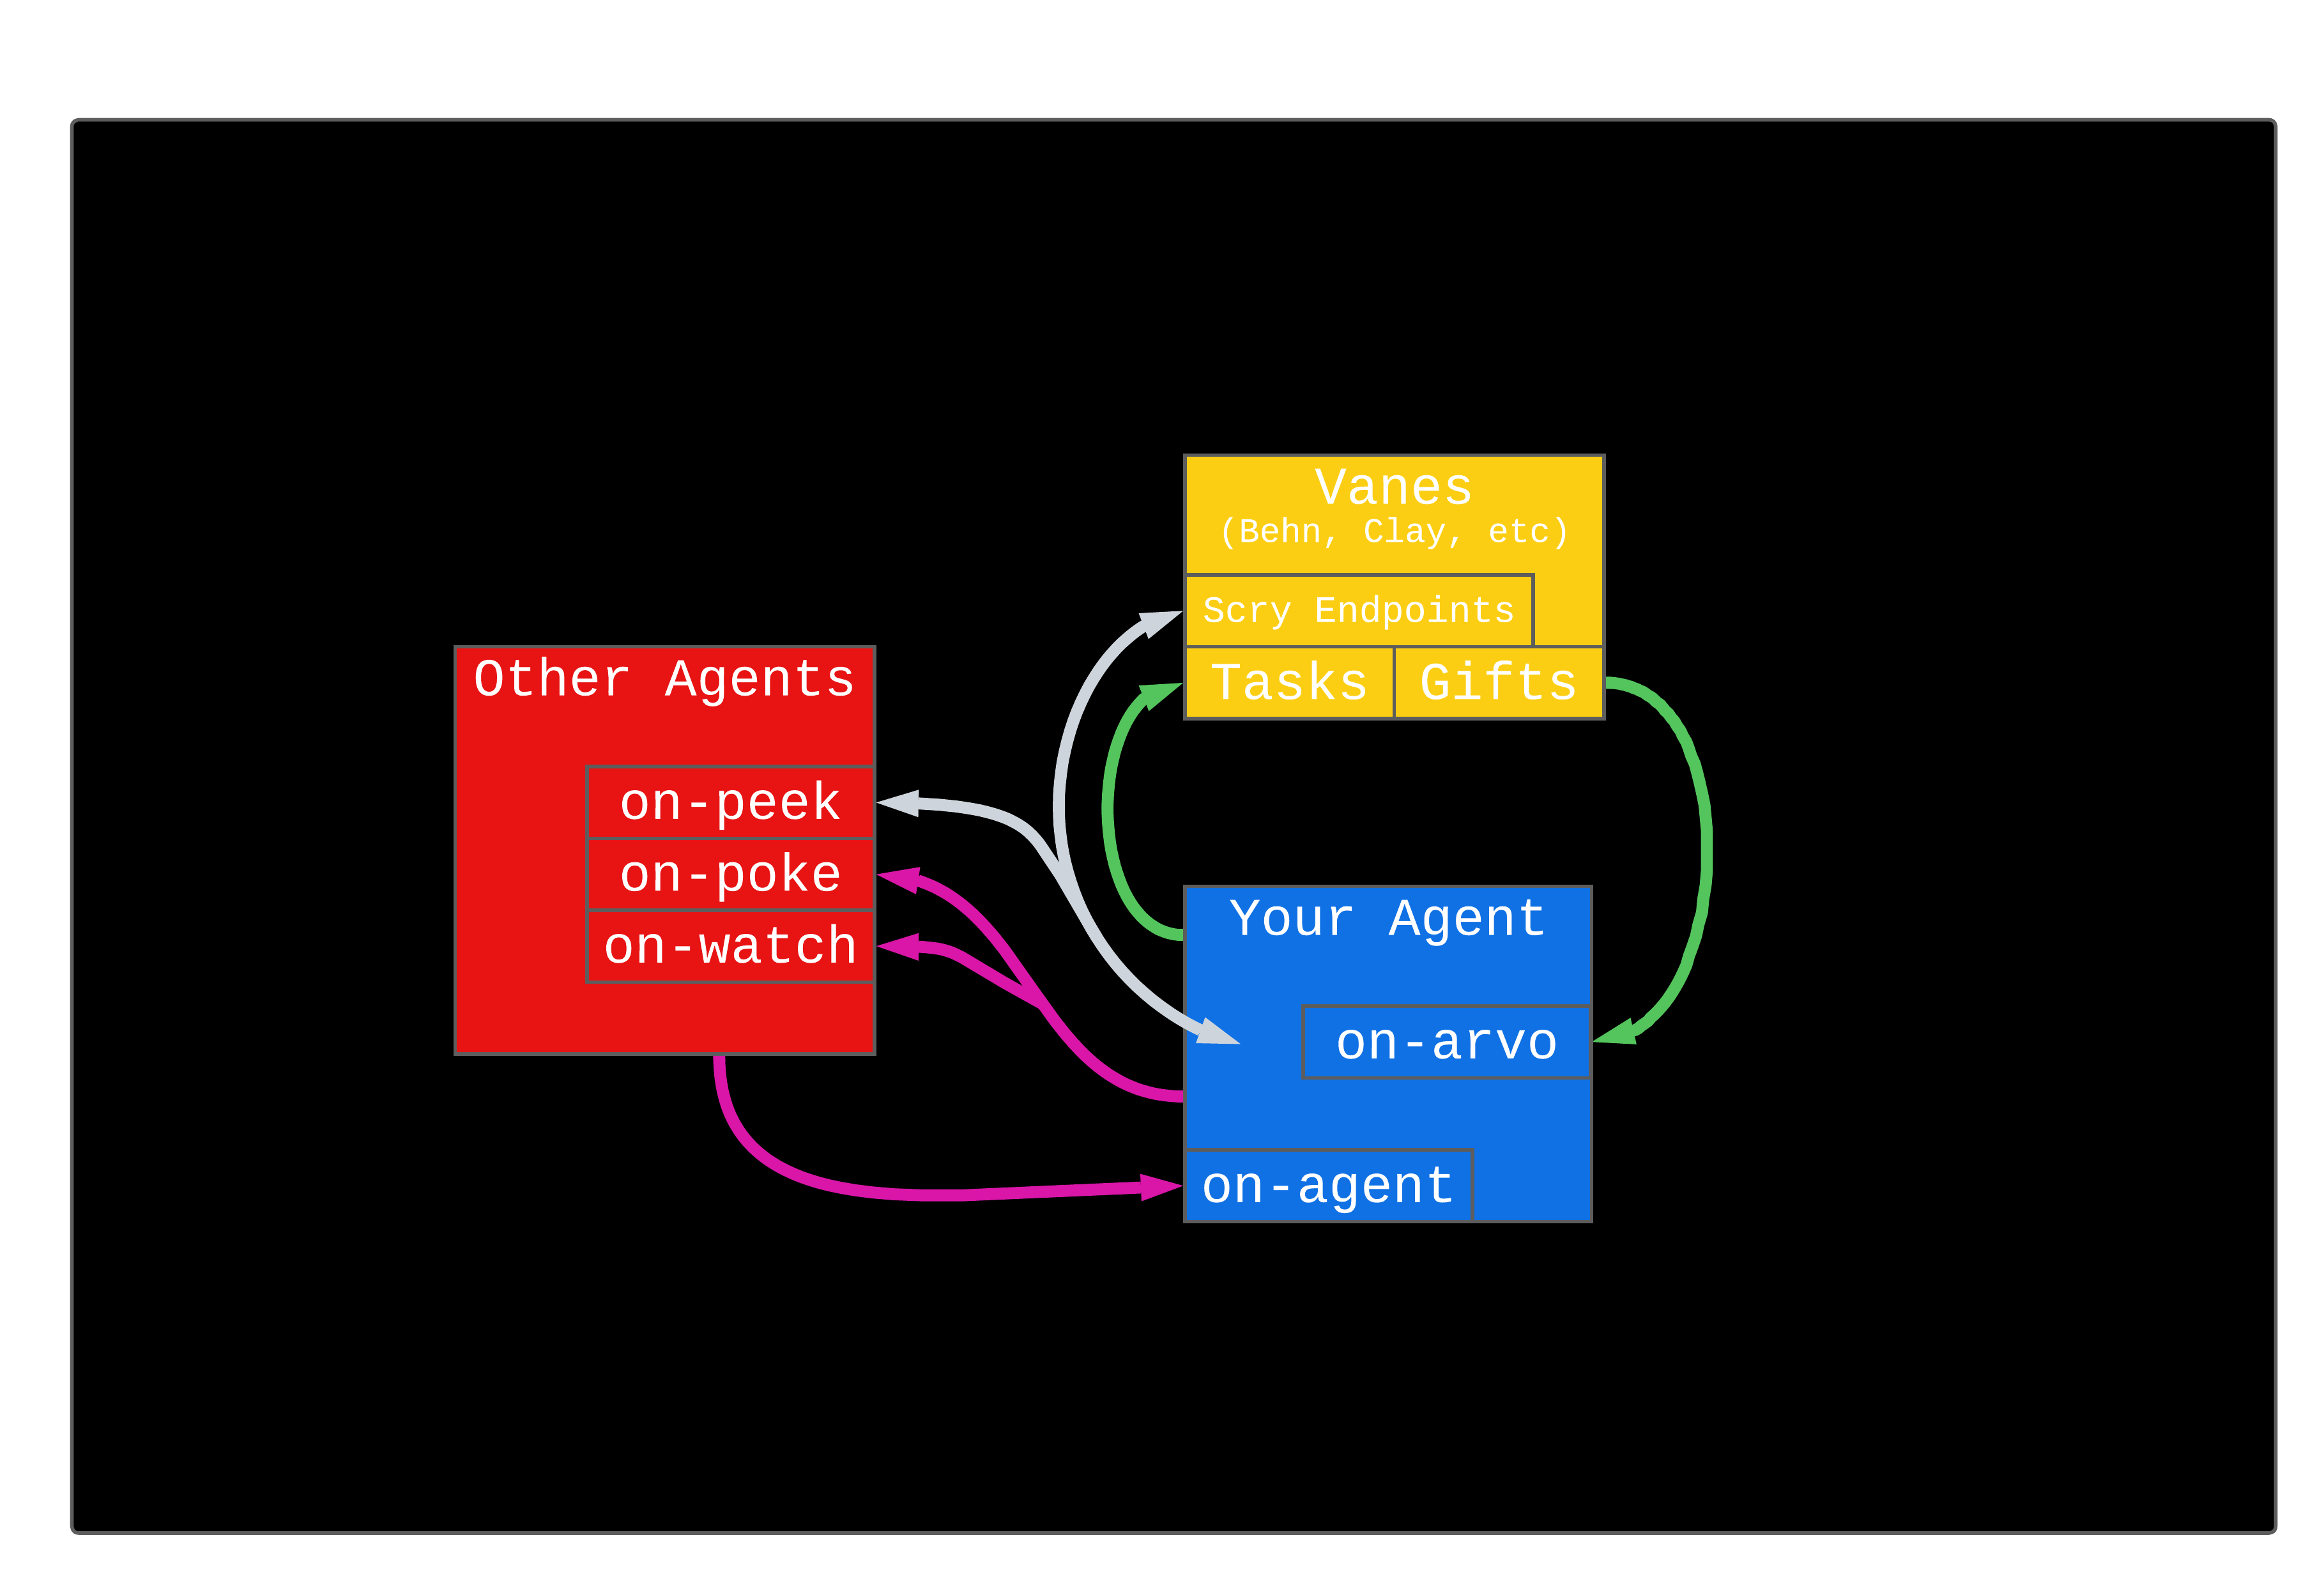 Vanes
(Behn, Clay, etc)
Scry Endpoints
Tasks
Gifts
Other Agents
on-peek
on-poke
on-watch
Your Agent
on-arvo
on-agent